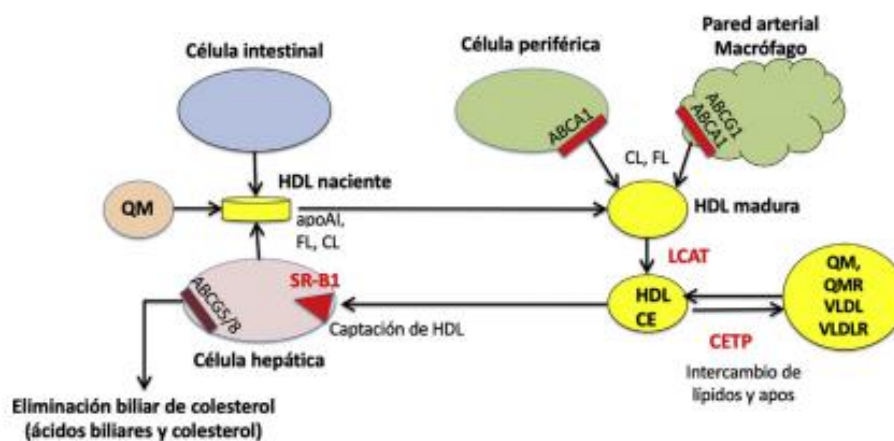 Célula intestinal
Célula periférica
Pared arterial
Macrófago
ABCA1
ABCG1
ABCA1
CL, FL
HDL naciente
QM
apoAI,
FL, CL
HDL madura
LCAT
SR-B1
ABCG5/8
Captación de HDL
Célula hepática
HDL
CE
QM,
QMR
VLDL
VLDLR
CETP
Intercambio de
lípidos y apos
Eliminación biliar de colesterol
(ácidos biliares y colesterol)